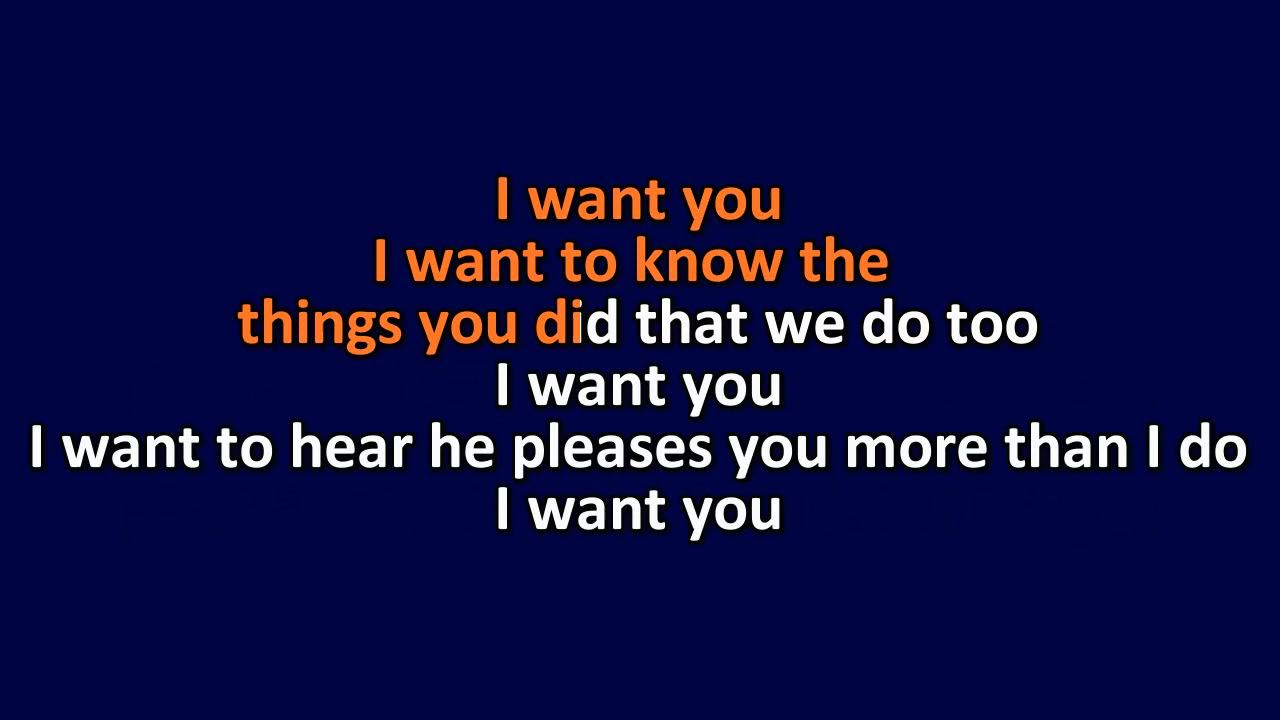 I want you
I want to know the
things you did that we do too
I want you
I want to hear he pleases you more than I do
I want you